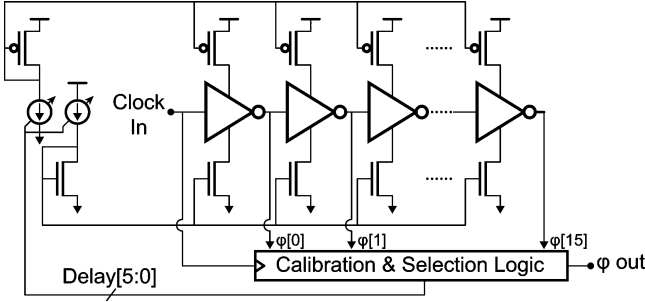 Clock
In
φ[0]
φ[1]
φ[15]
Calibration & Selection Logic
φ out
Delay[5:0]